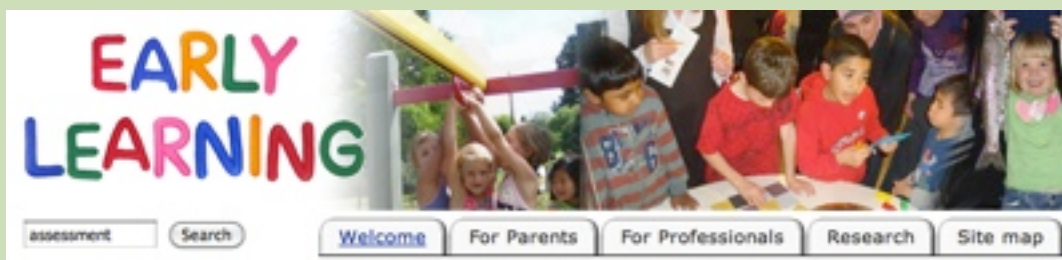 EARLY
LEARNING
assessment Search Welcome For Parents For Professionals Research Site map